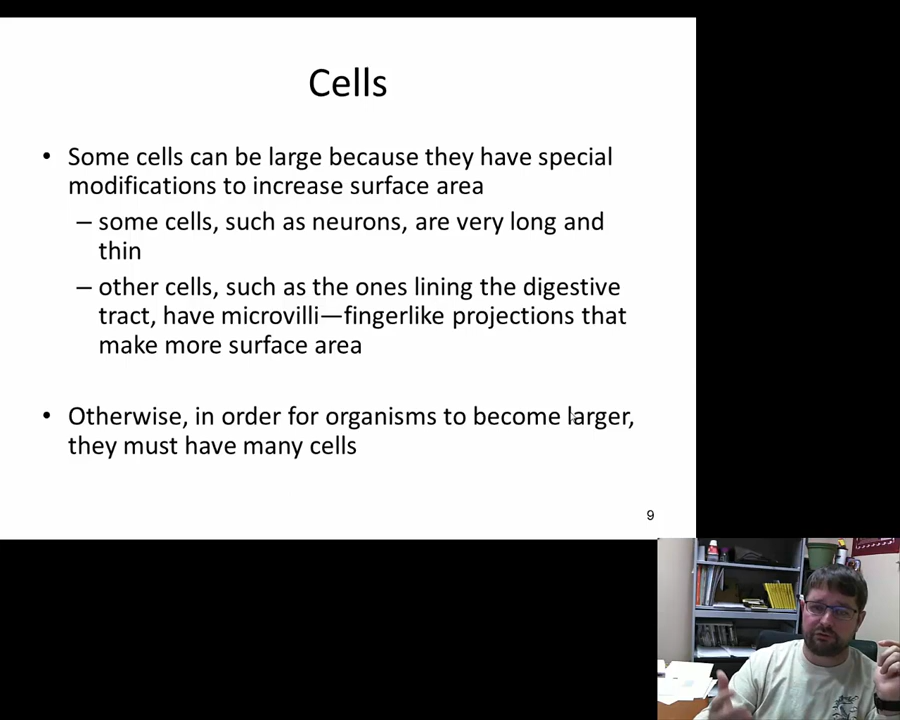 Cells
• Some cells can be large because they have special
modifications to increase surface area
– some cells, such as neurons, are very long and
thin
– other cells, such as the ones lining the digestive
tract, have microvilli—fingerlike projections that
make more surface area
• Otherwise, in order for organisms to become larger,
they must have many cells
9